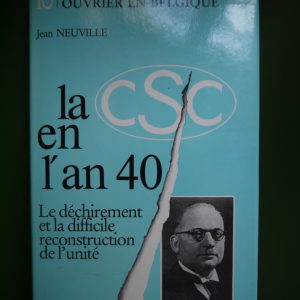 OUVRIER EN BELGIQUE
Jean NEUVILLE
la CSC
en
l'an 40
Le déchirement
et la difficile
reconstruction
de l'unité